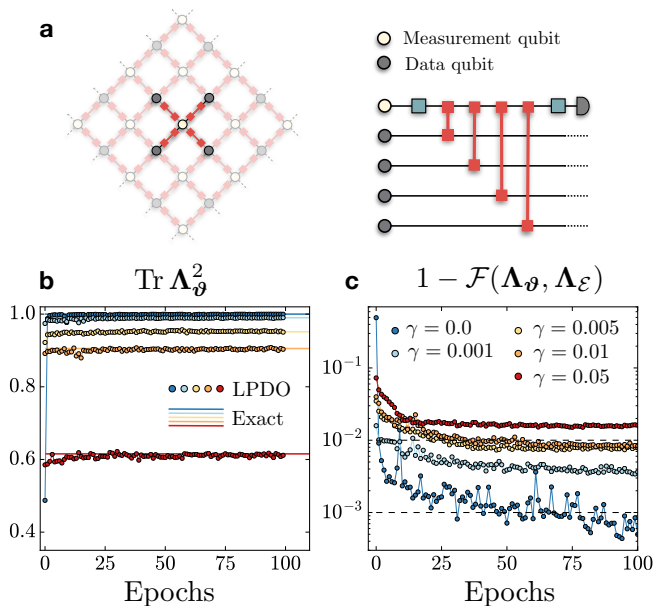 a
Measurement qubit
Data qubit
b
Tr Λ_ϑ^2
1.0
0.8
0.6
0.4
LPDO
Exact
0
25
50
75
100
Epochs
c
1 − F(Λ_ϑ, Λ_ℰ)
10^−1
10^−2
10^−3
γ = 0.0
γ = 0.001
γ = 0.005
γ = 0.01
γ = 0.05
0
25
50
75
100
Epochs